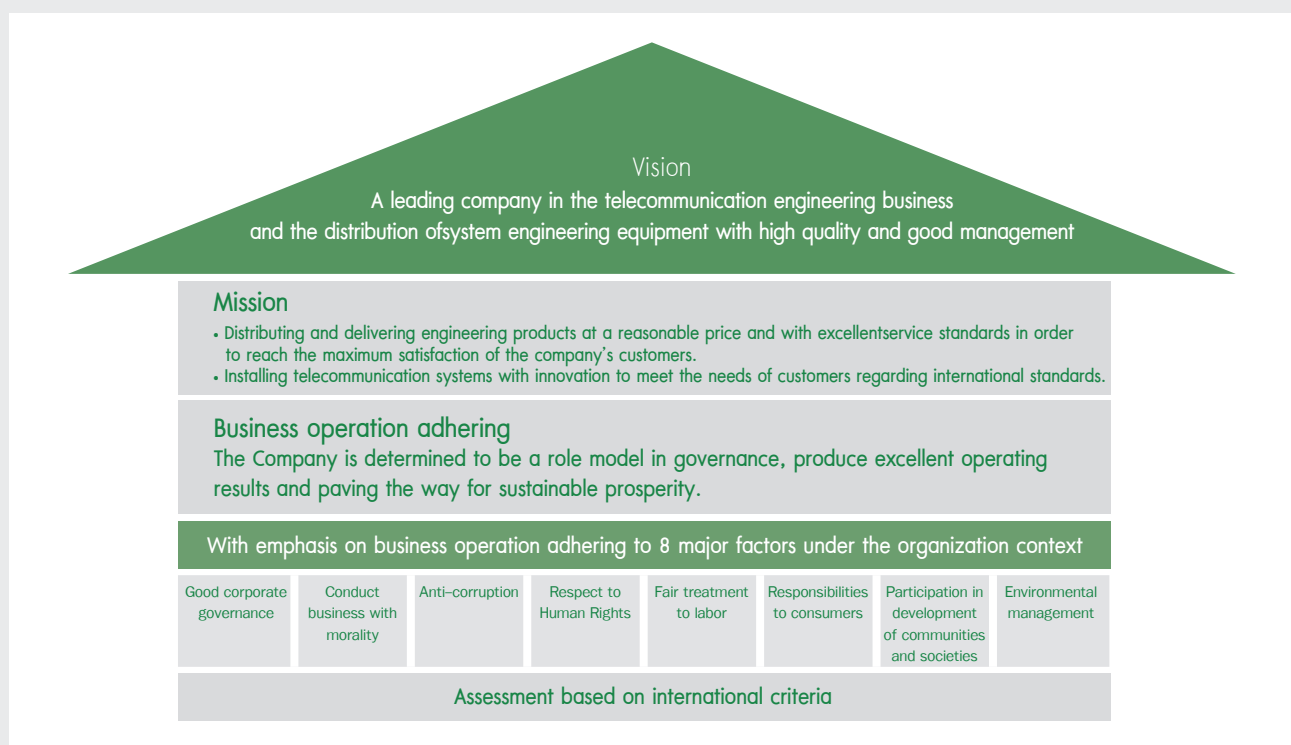 Vision
A leading company in the telecommunication engineering business
and the distribution ofsystem engineering equipment with high quality and good management
Mission
• Distributing and delivering engineering products at a reasonable price and with excellentservice standards in order
to reach the maximum satisfaction of the company's customers.
• Installing telecommunication systems with innovation to meet the needs of customers regarding international standards.
Business operation adhering
The Company is determined to be a role model in governance, produce excellent operating
results and paving the way for sustainable prosperity.
With emphasis on business operation adhering to 8 major factors under the organization context
Good corporate
governance
Conduct
business with
morality
Anti-corruption
Respect to
Human Rights
Fair treatment
to labor
Responsibilities
to consumers
Participation in
development
of communities
and societies
Environmental
management
Assessment based on international criteria